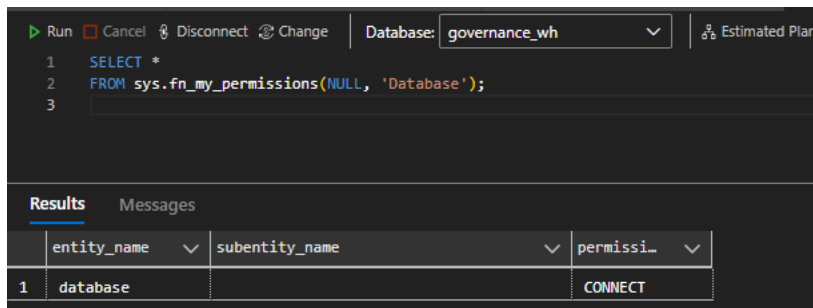 Run Cancel Disconnect Change Database: governance_wh Estimated Plan
1 SELECT *
2 FROM sys.fn_my_permissions(NULL, 'Database');
3
Results Messages
entity_name subentity_name permissi...
1 database CONNECT